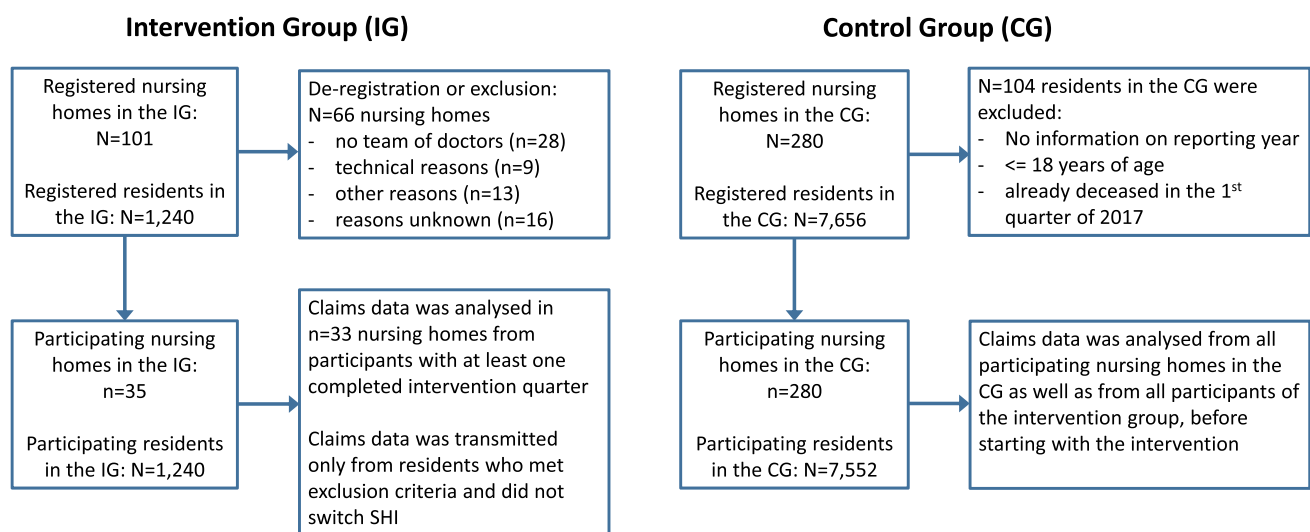 Intervention Group (IG)
Registered nursing
homes in the IG:
N=101
Registered residents in
the IG: N=1,240
De-registration or exclusion:
N=66 nursing homes
- no team of doctors (n=28)
- technical reasons (n=9)
- other reasons (n=13)
- reasons unknown (n=16)
Participating nursing
homes in the IG:
n=35
Participating residents
in the IG: N=1,240
Claims data was analysed in
n=33 nursing homes from
participants with at least one
completed intervention quarter
Claims data was transmitted
only from residents who met
exclusion criteria and did not
switch SHI
Control Group (CG)
Registered nursing
homes in the CG:
N=280
Registered residents in
the CG: N=7,656
N=104 residents in the CG were
excluded:
- No information on reporting year
- <= 18 years of age
- already deceased in the 1st
quarter of 2017
Participating nursing
homes in the CG:
n=280
Participating residents
in the CG: N=7,552
Claims data was analysed from all
participating nursing homes in the
CG as well as from all participants of
the intervention group, before
starting with the intervention